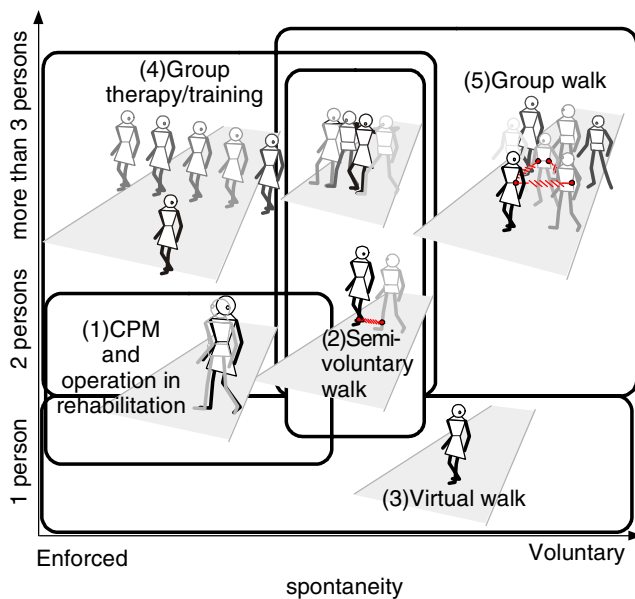 more than 3 persons
2 persons
1 person
(4)Group
therapy/training
(5)Group walk
(1)CPM
and
operation in
rehabilitation
(2)Semi-
voluntary
walk
(3)Virtual walk
Enforced
Voluntary
spontaneity